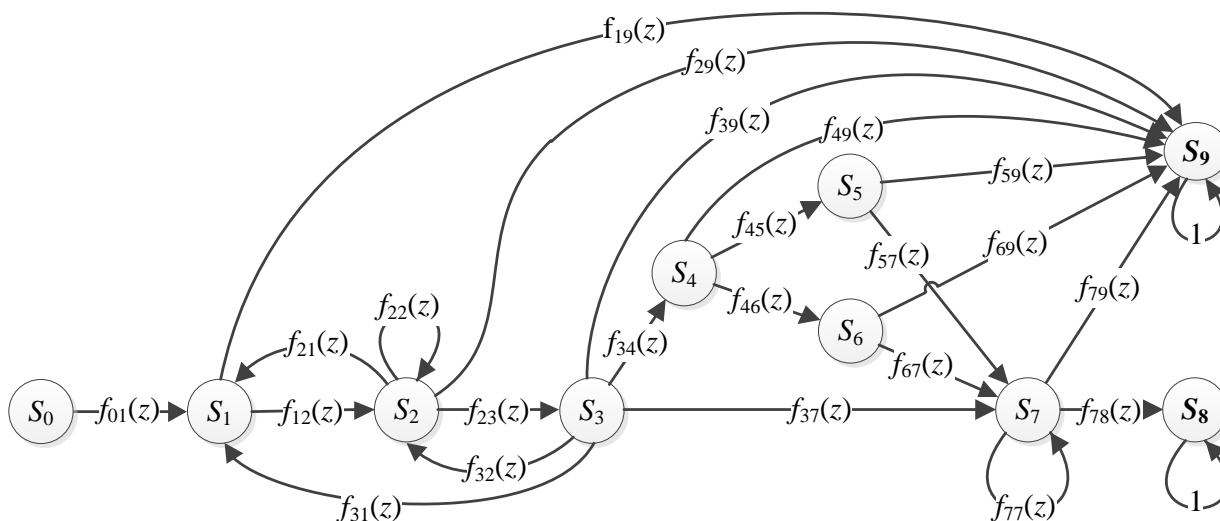 f19(z)
f29(z)
f39(z)
f49(z)
S9
f59(z)
S5
1
f45(z)
f57(z)
f69(z)
S4
f79(z)
f46(z)
f22(z)
S6
f21(z)
f34(z)
f67(z)
S0
f01(z)
S1
f12(z)
S2
f23(z)
S3
f37(z)
S7
f78(z)
S8
f32(z)
f31(z)
f77(z)
1